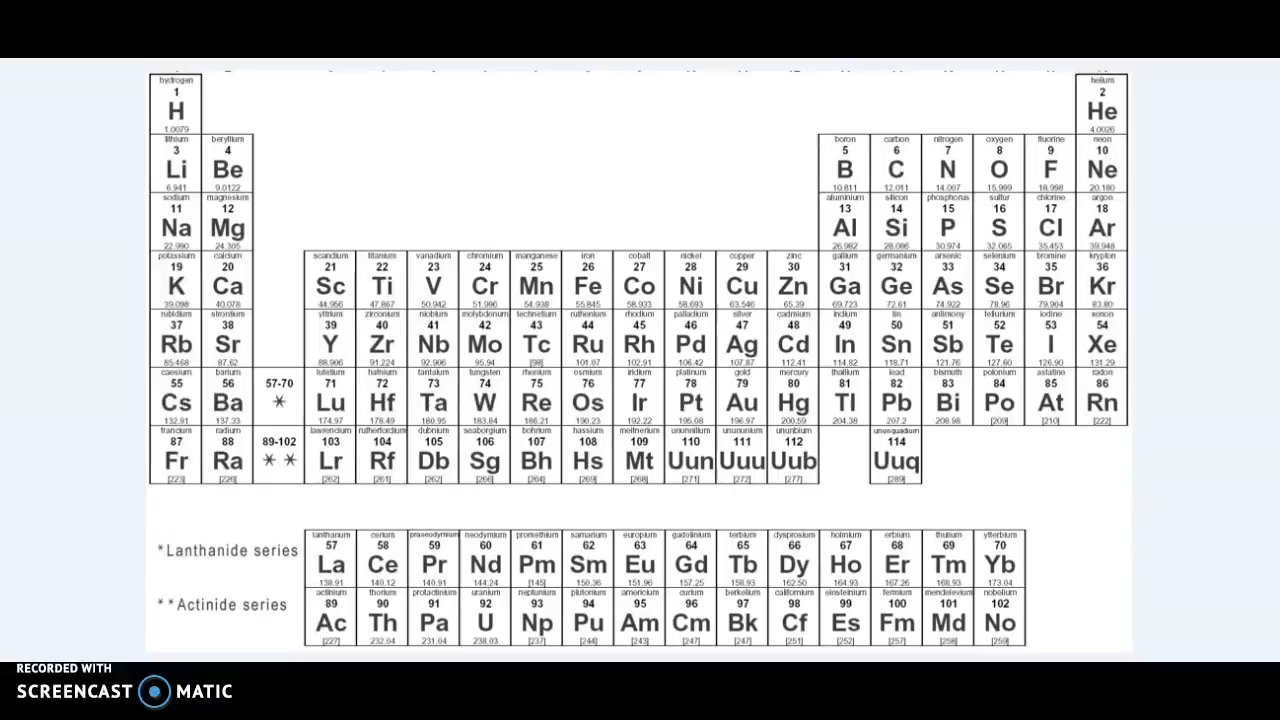 hydrogen helium
1 2
H He
1.0079 4.0026
lithium beryllium boron carbon nitrogen oxygen fluorine neon
3 4 5 6 7 8 9 10
Li Be B C N O F Ne
6.941 9.0122 10.811 12.011 14.007 15.999 18.998 20.180
sodium magnesium aluminium silicon phosphorus sulfur chlorine argon
11 12 13 14 15 16 17 18
Na Mg Al Si P S Cl Ar
22.990 24.305 26.982 28.086 30.974 32.065 35.453 39.948
potassium calcium scandium titanium vanadium chromium manganese iron cobalt nickel copper zinc gallium germanium arsenic selenium bromine krypton
19 20 21 22 23 24 25 26 27 28 29 30 31 32 33 34 35 36
K Ca Sc Ti V Cr Mn Fe Co Ni Cu Zn Ga Ge As Se Br Kr
39.098 40.078 44.956 47.867 50.942 51.996 54.938 55.845 58.933 58.693 63.546 65.39 69.723 72.61 74.922 78.96 79.904 83.80
rubidium strontium yttrium zirconium niobium molybdenum technetium ruthenium rhodium palladium silver cadmium indium tin antimony tellurium iodine xenon
37 38 39 40 41 42 43 44 45 46 47 48 49 50 51 52 53 54
Rb Sr Y Zr Nb Mo Tc Ru Rh Pd Ag Cd In Sn Sb Te I Xe
85.468 87.62 88.906 91.224 92.906 95.94 [98] 101.07 102.91 106.42 107.87 112.41 114.82 118.71 121.76 127.60 126.90 131.29
caesium barium lutetium hafnium tantalum tungsten rhenium osmium iridium platinum gold mercury thallium lead bismuth polonium astatine radon
55 56 57-70 71 72 73 74 75 76 77 78 79 80 81 82 83 84 85 86
Cs Ba * Lu Hf Ta W Re Os Ir Pt Au Hg Tl Pb Bi Po At Rn
132.91 137.33 174.97 178.49 180.95 183.84 186.21 190.23 192.22 195.08 196.97 200.59 204.38 207.2 208.98 [209] [210] [222]
francium radium lawrencium rutherfordium dubnium seaborgium bohrium hassium meitnerium ununnilium unununium ununbium ununquadium
87 88 89-102 103 104 105 106 107 108 109 110 111 112 114
Fr Ra * * Lr Rf Db Sg Bh Hs Mt Uun Uuu Uub Uuq
[223] [226] [262] [261] [262] [266] [264] [269] [268] [271] [272] [277] [289]
lanthanum cerium praseodymium neodymium promethium samarium europium gadolinium terbium dysprosium holmium erbium thulium ytterbium
*Lanthanide series 57 58 59 60 61 62 63 64 65 66 67 68 69 70
La Ce Pr Nd Pm Sm Eu Gd Tb Dy Ho Er Tm Yb
138.91 140.12 140.91 144.24 [145] 150.36 151.96 157.25 158.93 162.50 164.93 167.26 168.93 173.04
actinium thorium protactinium uranium neptunium plutonium americium curium berkelium californium einsteinium fermium mendelevium nobelium
**Actinide series 89 90 91 92 93 94 95 96 97 98 99 100 101 102
Ac Th Pa U Np Pu Am Cm Bk Cf Es Fm Md No
[227] 232.04 231.04 238.03 [237] [244] [243] [247] [247] [251] [252] [257] [258] [259]
RECORDED WITH
SCREENCAST MATIC